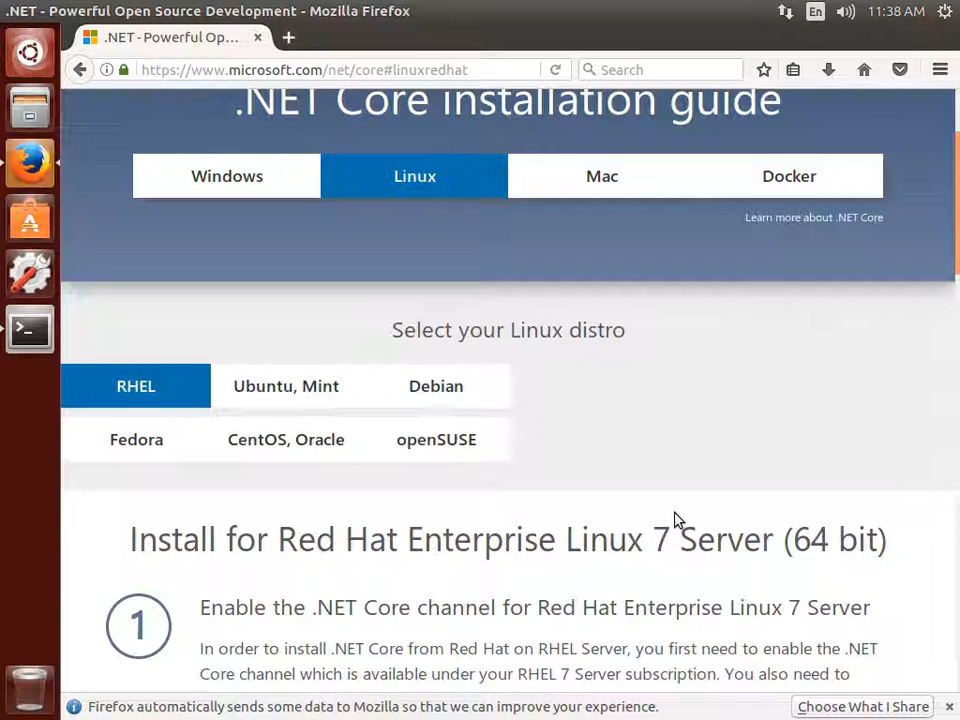 .NET - Powerful Open Source Development - Mozilla Firefox
En
11:38 AM
.NET - Powerful Op...
https://www.microsoft.com/net/core#linuxredhat
Search
.NET Core installation guide
Windows
Linux
Mac
Docker
Learn more about .NET Core
Select your Linux distro
RHEL
Ubuntu, Mint
Debian
Fedora
CentOS, Oracle
openSUSE
Install for Red Hat Enterprise Linux 7 Server (64 bit)
1
Enable the .NET Core channel for Red Hat Enterprise Linux 7 Server
In order to install .NET Core from Red Hat on RHEL Server, you first need to enable the .NET
Core channel which is available under your RHEL 7 Server subscription. You also need to
Firefox automatically sends some data to Mozilla so that we can improve your experience.
Choose What I Share